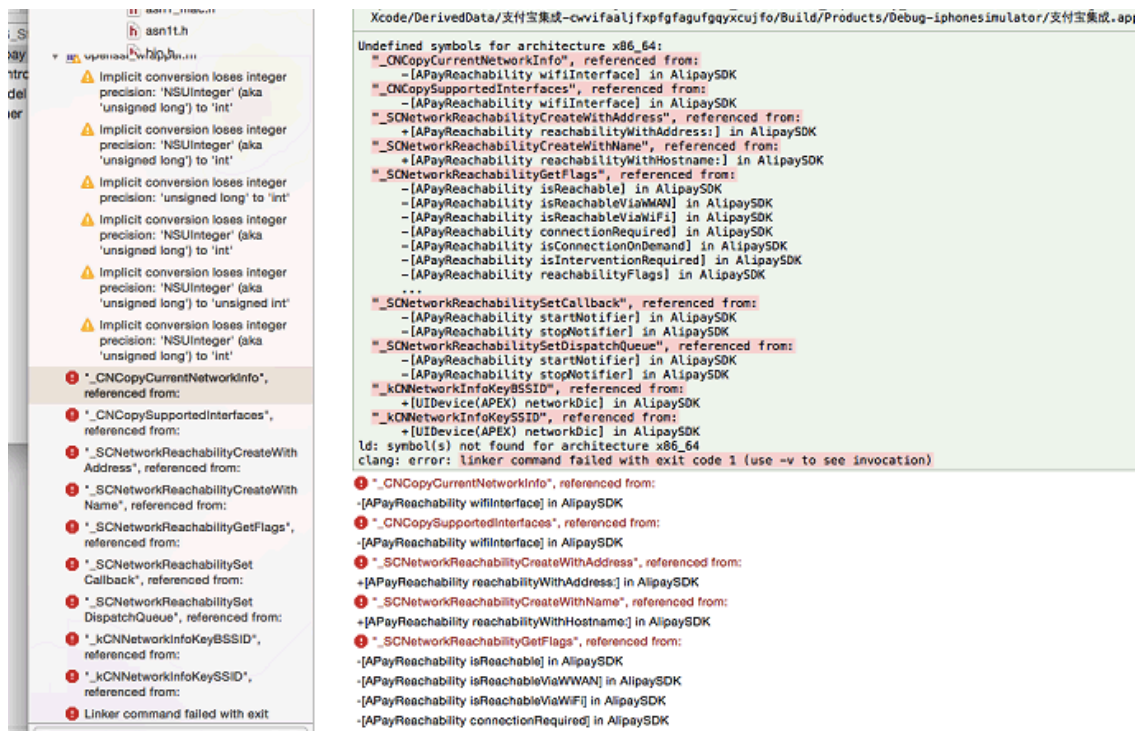 asn1_mac.h
asn1t.h
bio.h
openssl_wrapper.m
Implicit conversion loses integer
precision: 'NSUInteger' (aka
'unsigned long') to 'int'
Implicit conversion loses integer
precision: 'NSUInteger' (aka
'unsigned long') to 'int'
Implicit conversion loses integer
precision: 'unsigned long' to 'int'
Implicit conversion loses integer
precision: 'NSUInteger' (aka
'unsigned long') to 'int'
Implicit conversion loses integer
precision: 'NSUInteger' (aka
'unsigned long') to 'unsigned int'
Implicit conversion loses integer
precision: 'NSUInteger' (aka
'unsigned long') to 'int'
"_CNCopyCurrentNetworkInfo",
referenced from:
"_CNCopySupportedInterfaces",
referenced from:
"_SCNetworkReachabilityCreateWith
Address", referenced from:
"_SCNetworkReachabilityCreateWith
Name", referenced from:
"_SCNetworkReachabilityGetFlags",
referenced from:
"_SCNetworkReachabilitySet
Callback", referenced from:
"_SCNetworkReachabilitySet
DispatchQueue", referenced from:
"_kCNNetworkInfoKeyBSSID",
referenced from:
"_kCNNetworkInfoKeySSID",
referenced from:
Linker command failed with exit
Xcode/DerivedData/支付宝集成-cwvifaaljfxpfgfagufgqyxcujfo/Build/Products/Debug-iphonesimulator/支付宝集成.app
Undefined symbols for architecture x86_64:
"_CNCopyCurrentNetworkInfo", referenced from:
-[APayReachability wifiInterface] in AlipaySDK
"_CNCopySupportedInterfaces", referenced from:
-[APayReachability wifiInterface] in AlipaySDK
"_SCNetworkReachabilityCreateWithAddress", referenced from:
+[APayReachability reachabilityWithAddress:] in AlipaySDK
"_SCNetworkReachabilityCreateWithName", referenced from:
+[APayReachability reachabilityWithHostname:] in AlipaySDK
"_SCNetworkReachabilityGetFlags", referenced from:
-[APayReachability isReachable] in AlipaySDK
-[APayReachability isReachableViaWWAN] in AlipaySDK
-[APayReachability isReachableViaWiFi] in AlipaySDK
-[APayReachability connectionRequired] in AlipaySDK
-[APayReachability isConnectionOnDemand] in AlipaySDK
-[APayReachability isInterventionRequired] in AlipaySDK
-[APayReachability reachabilityFlags] in AlipaySDK
...
"_SCNetworkReachabilitySetCallback", referenced from:
-[APayReachability startNotifier] in AlipaySDK
-[APayReachability stopNotifier] in AlipaySDK
"_SCNetworkReachabilitySetDispatchQueue", referenced from:
-[APayReachability startNotifier] in AlipaySDK
-[APayReachability stopNotifier] in AlipaySDK
"_kCNNetworkInfoKeyBSSID", referenced from:
+[UIDevice(APEX) networkDic] in AlipaySDK
"_kCNNetworkInfoKeySSID", referenced from:
+[UIDevice(APEX) networkDic] in AlipaySDK
ld: symbol(s) not found for architecture x86_64
clang: error: linker command failed with exit code 1 (use -v to see invocation)
"_CNCopyCurrentNetworkInfo", referenced from:
-[APayReachability wifiInterface] in AlipaySDK
"_CNCopySupportedInterfaces", referenced from:
-[APayReachability wifiInterface] in AlipaySDK
"_SCNetworkReachabilityCreateWithAddress", referenced from:
+[APayReachability reachabilityWithAddress:] in AlipaySDK
"_SCNetworkReachabilityCreateWithName", referenced from:
+[APayReachability reachabilityWithHostname:] in AlipaySDK
"_SCNetworkReachabilityGetFlags", referenced from:
-[APayReachability isReachable] in AlipaySDK
-[APayReachability isReachableViaWWAN] in AlipaySDK
-[APayReachability isReachableViaWiFi] in AlipaySDK
-[APayReachability connectionRequired] in AlipaySDK